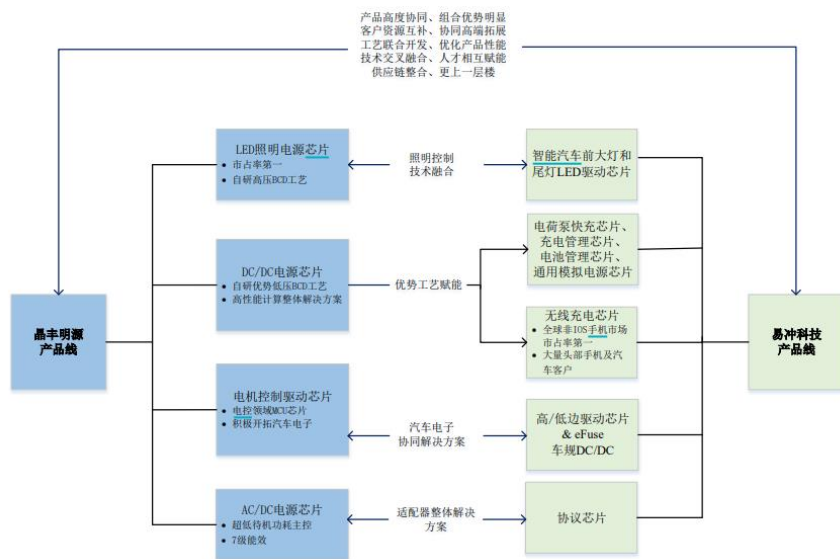 产品高度协同、组合优势明显
客户资源互补、协同高端拓展
工艺联合开发、优化产品性能
技术交叉融合、人才相互赋能
供应链整合、更上一层楼
LED照明电源芯片
• 市占率第一
• 自研高压BCD工艺
照明控制
技术融合
智能汽车前大灯和
尾灯LED驱动芯片
DC/DC电源芯片
• 自研优势低压BCD工艺
• 高性能计算整体解决方案
优势工艺赋能
电荷泵快充芯片、
充电管理芯片、
电池管理芯片、
通用模拟电源芯片
无线充电芯片
• 全球非IOS手机市场
市占率第一
• 大量头部手机及汽
车客户
晶丰明源
产品线
易冲科技
产品线
电机控制驱动芯片
• 电控领域MCU芯片
• 积极开拓汽车电子
汽车电子
协同解决方案
高/低边驱动芯片
& eFuse
车规DC/DC
AC/DC电源芯片
• 超低待机功耗主控
• 7级能效
适配器整体解决
方案
协议芯片